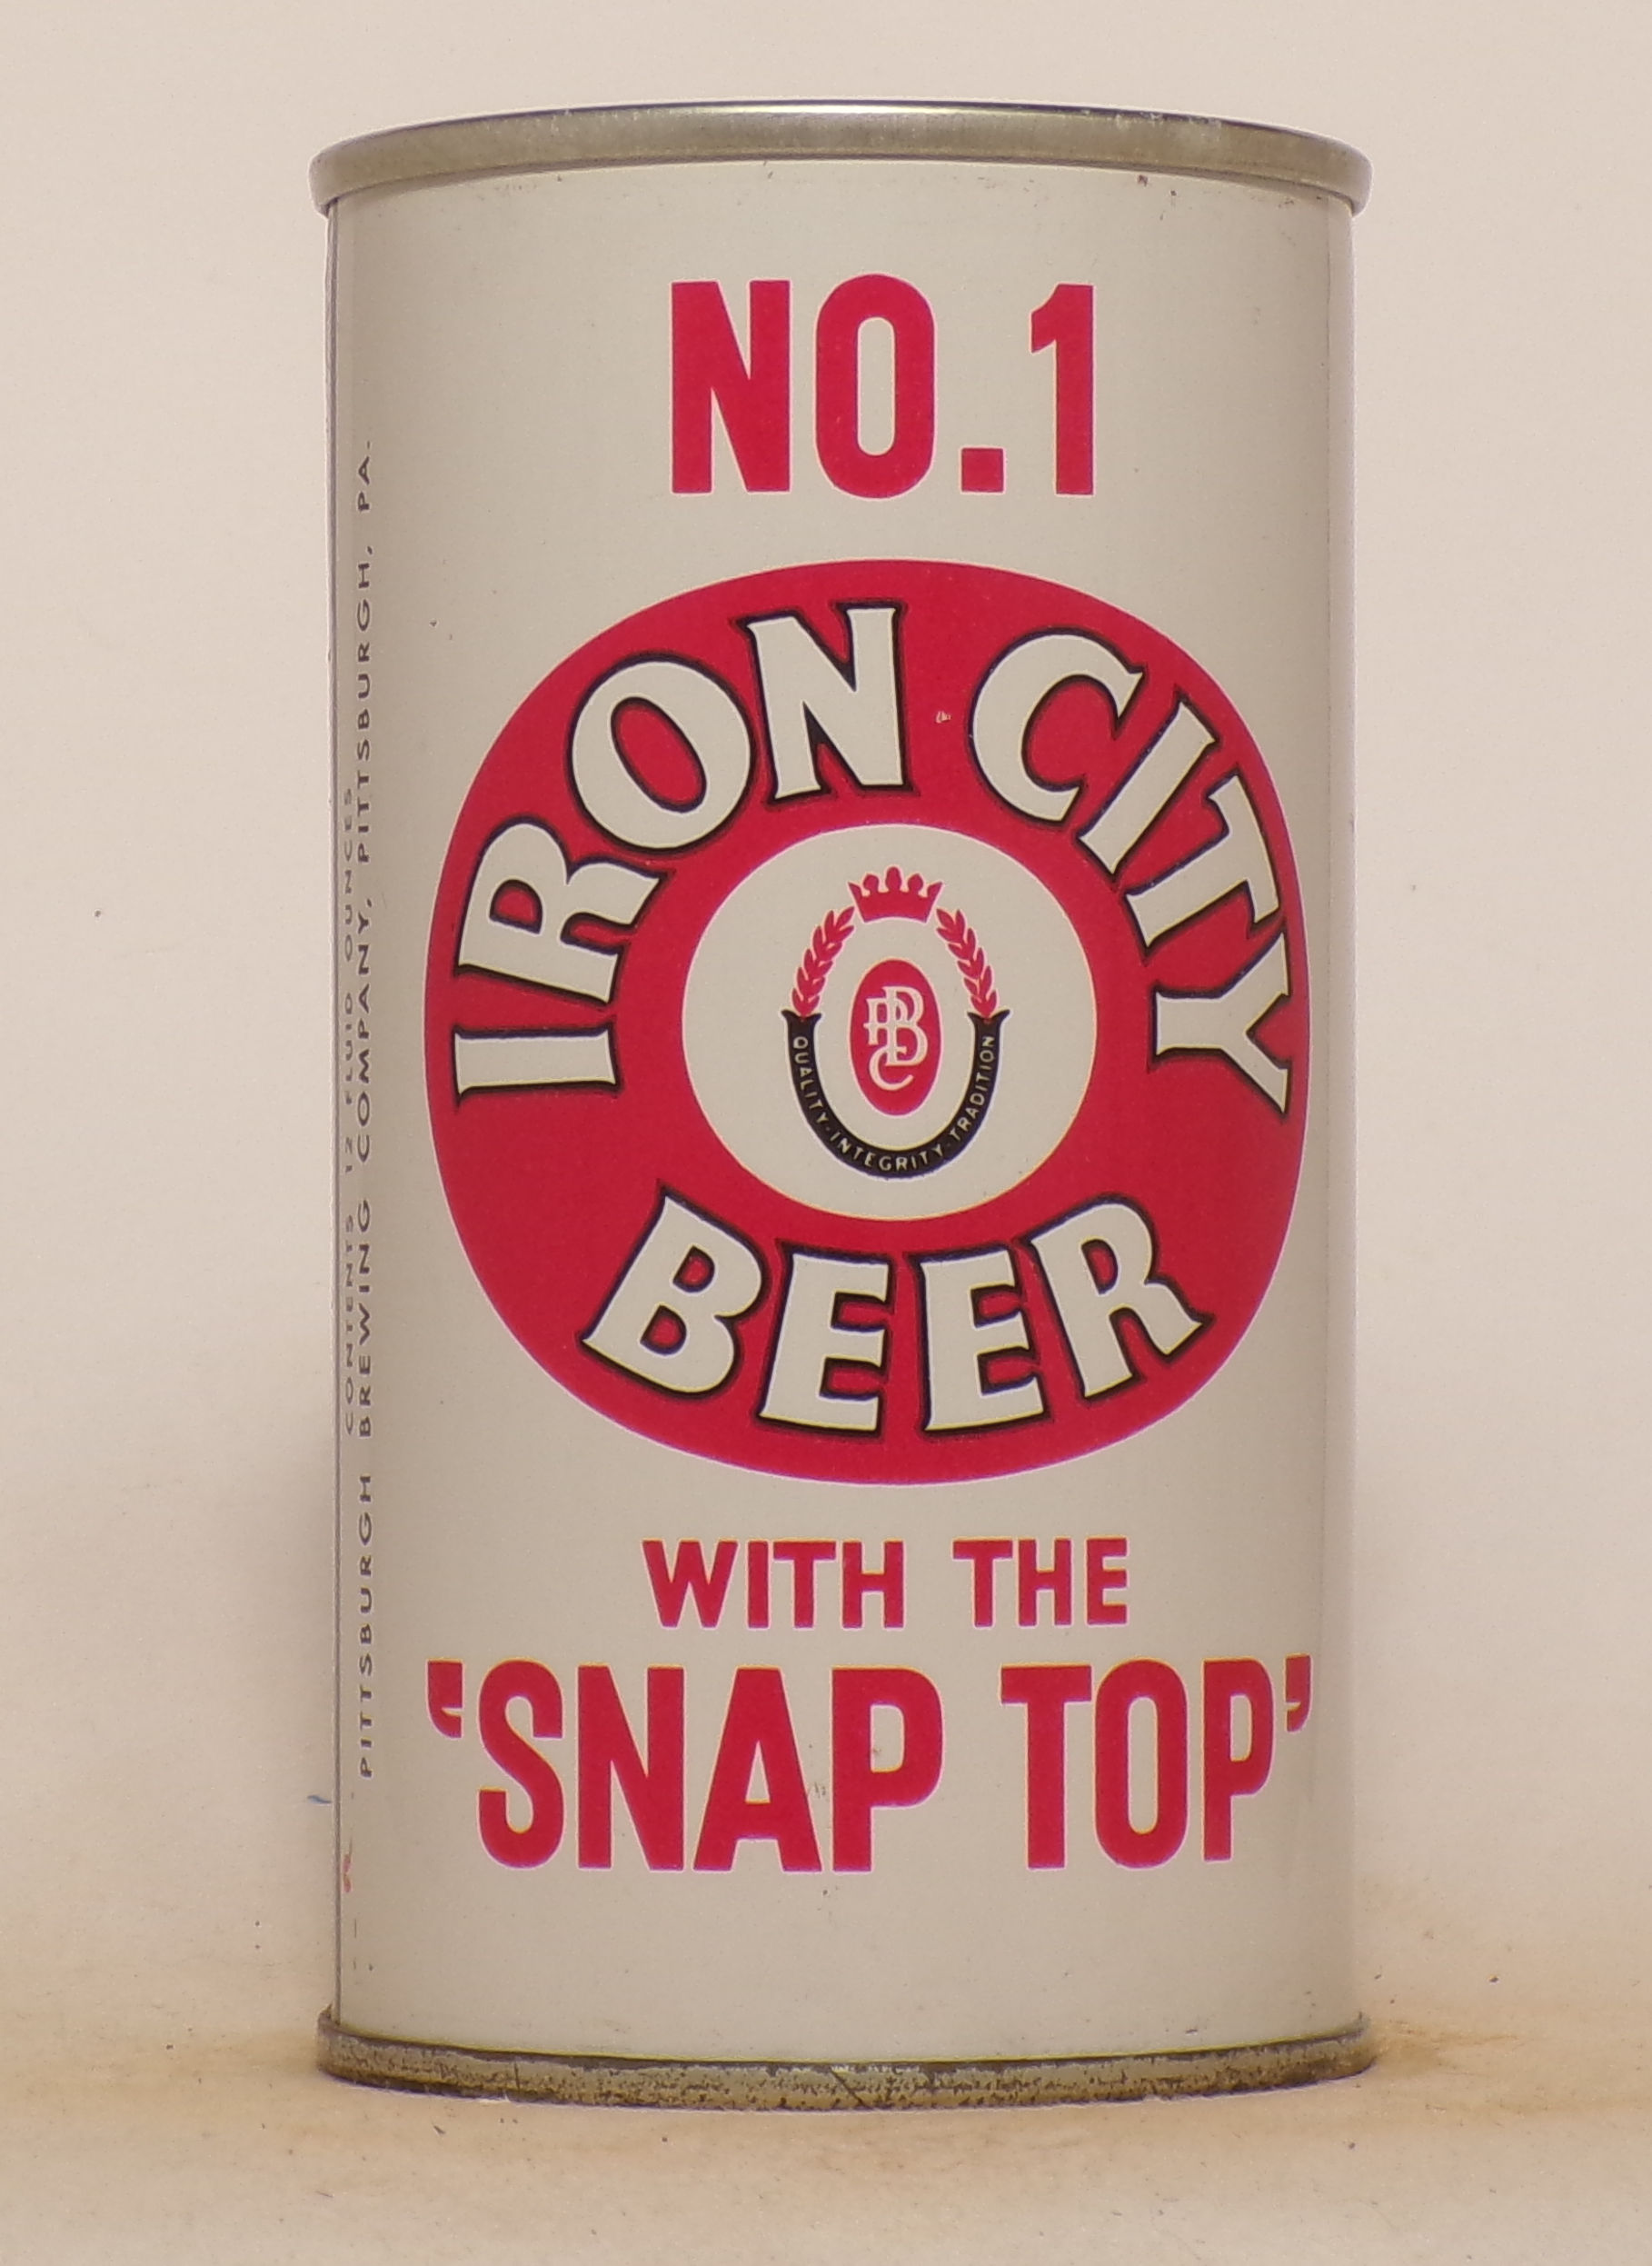 NO.1
IRON CITY
PBC
QUALITY · INTEGRITY · TRADITION
BEER
WITH THE
'SNAP TOP'
CONTENTS 12 FLUID OUNCES
PITTSBURGH BREWING COMPANY, PITTSBURGH, PA.